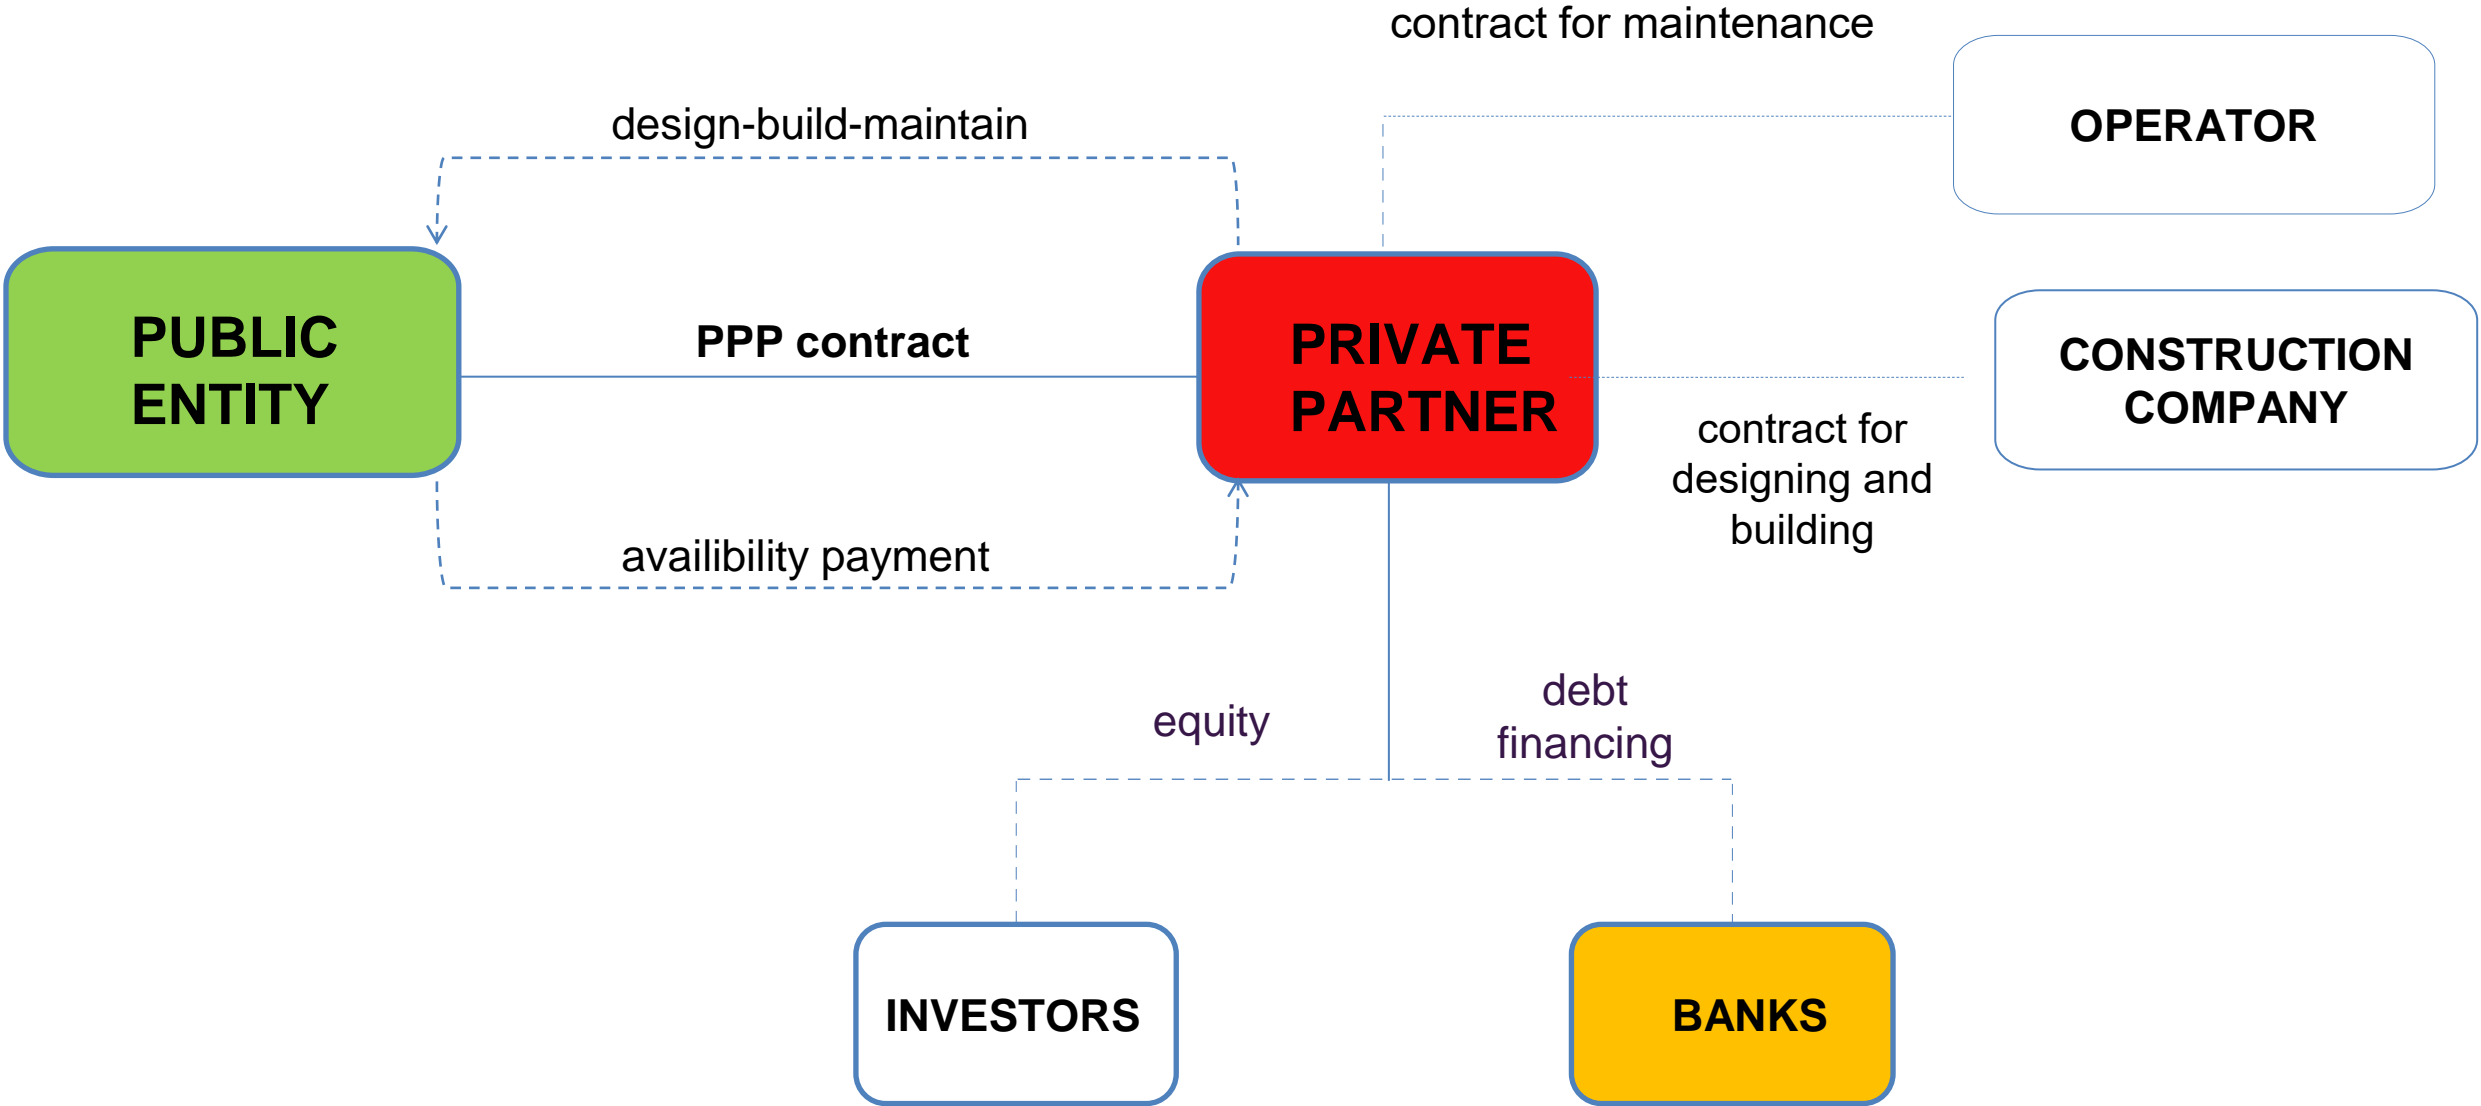 contract for maintenance
OPERATOR
design-build-maintain
PUBLIC
ENTITY
PPP contract
PRIVATE
PARTNER
CONSTRUCTION
COMPANY
contract for
designing and
building
availibility payment
equity
debt
financing
INVESTORS
BANKS